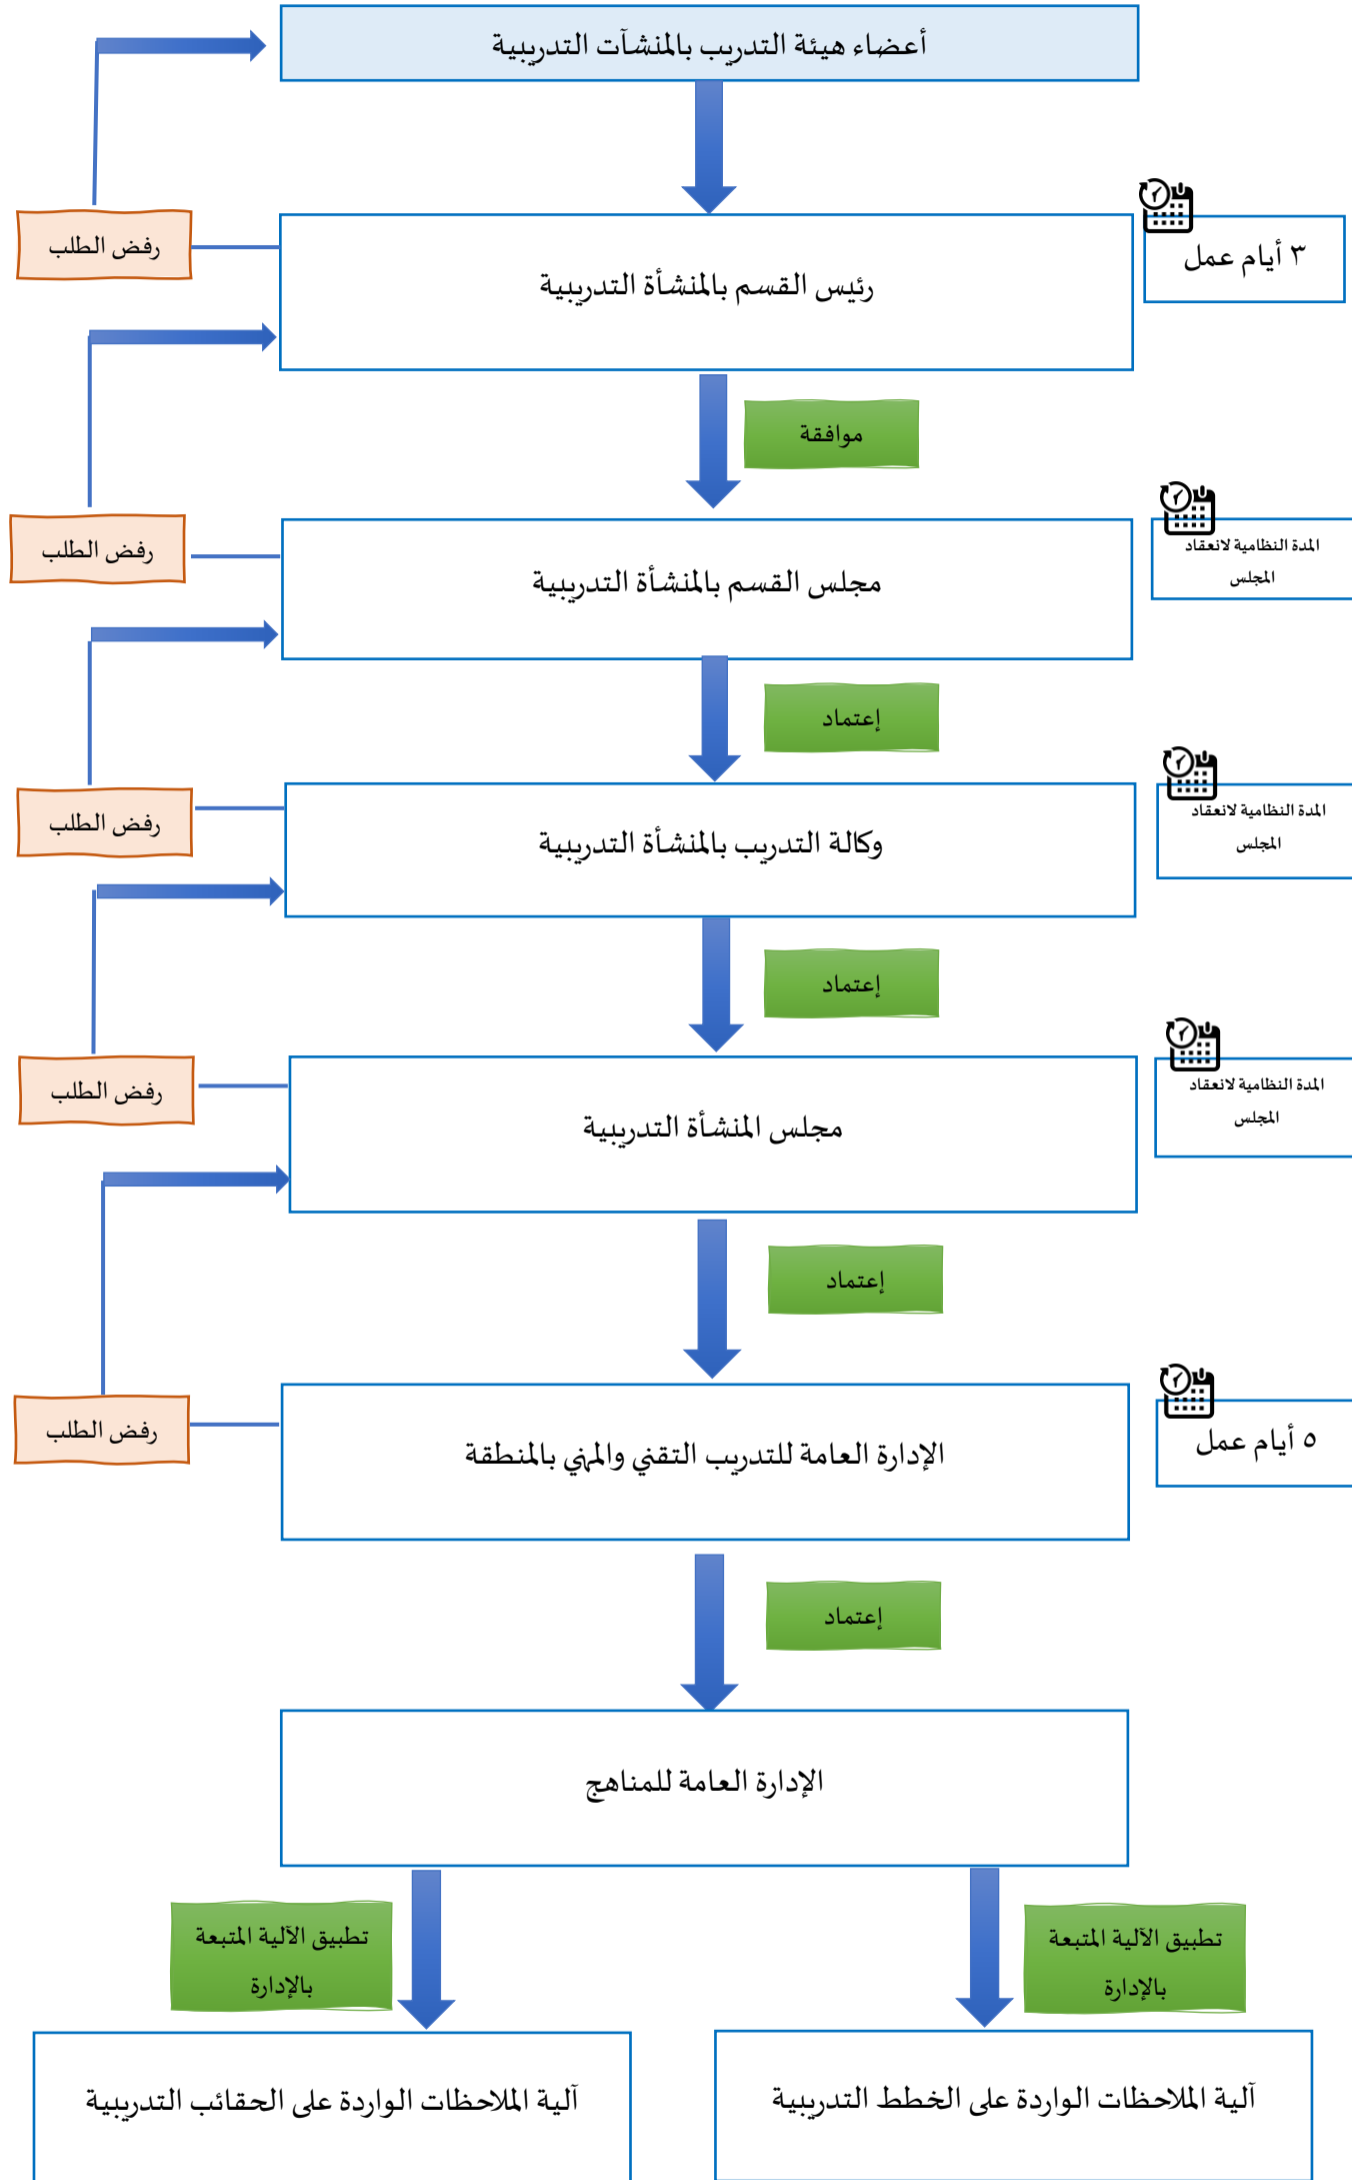 أعضاء هيئة التدريب بالمنشآت التدريبية
رئيس القسم بالمنشأة التدريبية
٣ أيام عمل
رفض الطلب
موافقة
مجلس القسم بالمنشأة التدريبية
المدة النظامية لانعقاد
المجلس
رفض الطلب
إعتماد
وكالة التدريب بالمنشأة التدريبية
المدة النظامية لانعقاد
المجلس
رفض الطلب
إعتماد
مجلس المنشأة التدريبية
المدة النظامية لانعقاد
المجلس
رفض الطلب
إعتماد
الإدارة العامة للتدريب التقني والمهني بالمنطقة
٥ أيام عمل
رفض الطلب
إعتماد
الإدارة العامة للمناهج
تطبيق الآلية المتبعة
بالإدارة
تطبيق الآلية المتبعة
بالإدارة
آلية الملاحظات الواردة على الخطط التدريبية
آلية الملاحظات الواردة على الحقائب التدريبية